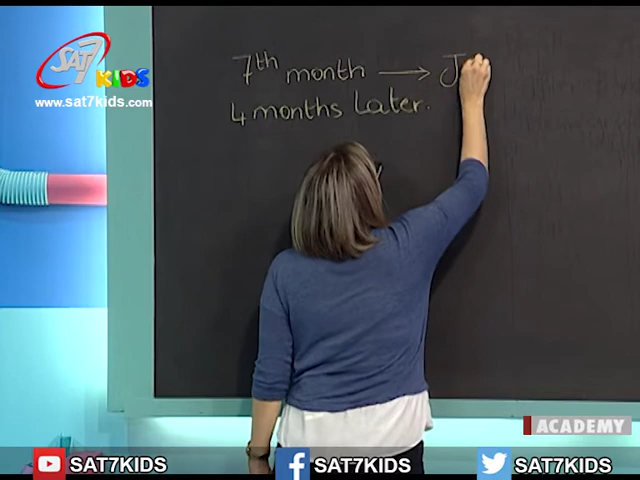 SAT7
KIDS
www.sat7kids.com
7th month → J
4 months Later.
ACADEMY
SAT7KIDS
SAT7KIDS
SAT7KIDS